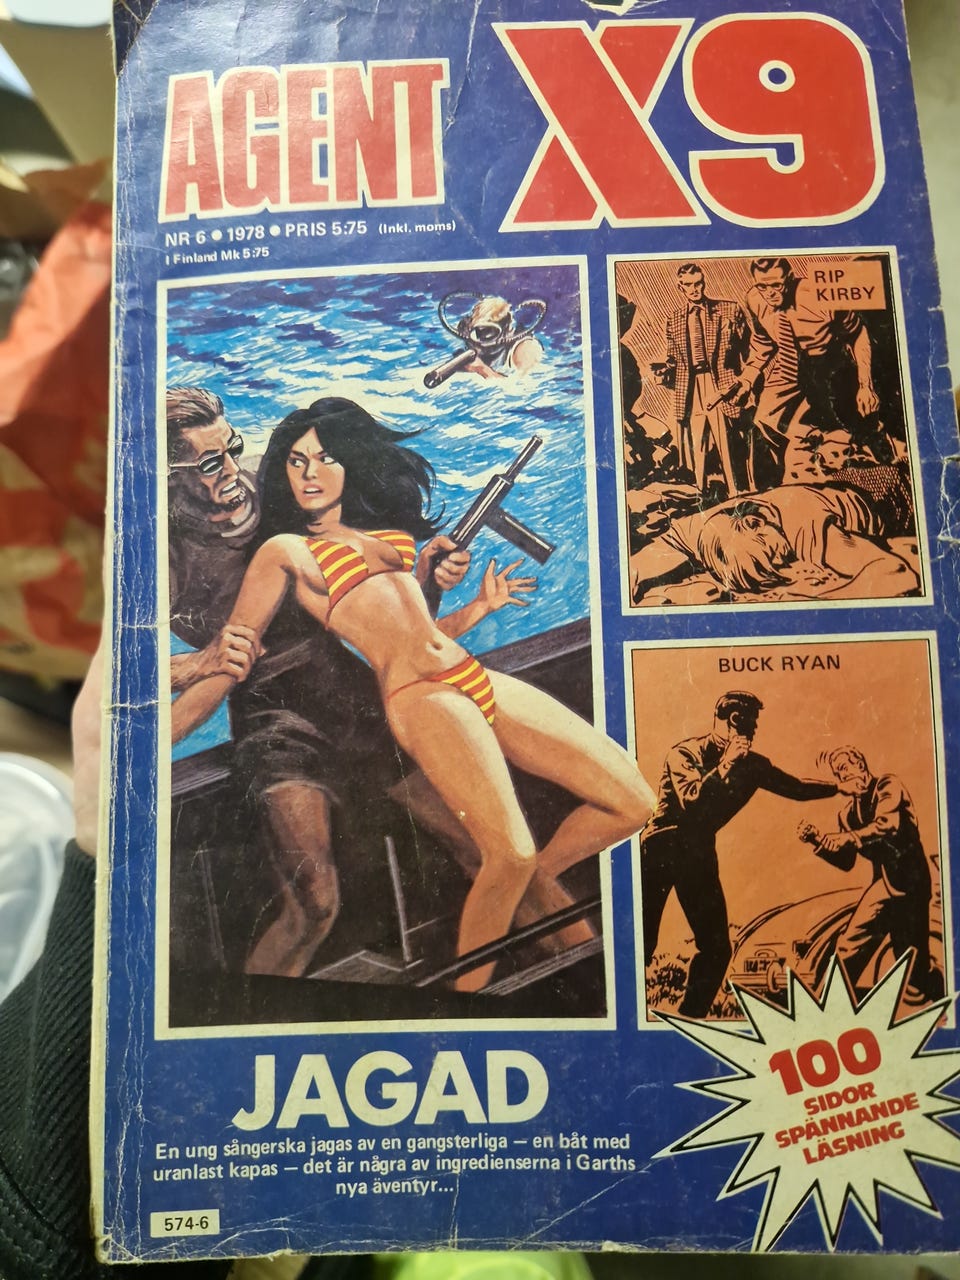 AGENT X9
NR 6 ● 1978 ● PRIS 5:75 (Inkl. moms)
I Finland Mk 5:75
RIP
KIRBY
BUCK RYAN
100
SIDOR
SPÄNNANDE
LÄSNING
JAGAD
En ung sångerska jagas av en gangsterliga — en båt med
uranlast kapas — det är några av ingredienserna i Garths
nya äventyr...
574-6